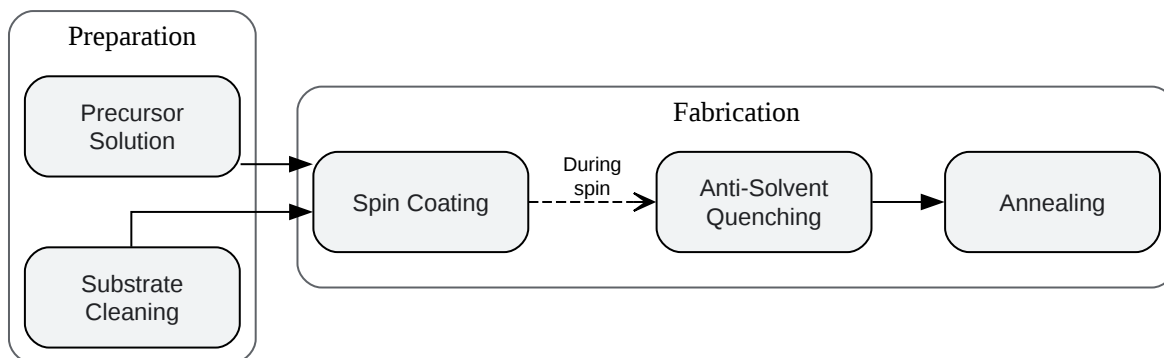 Preparation
Precursor
Solution
Substrate
Cleaning
Fabrication
Spin Coating
During
spin
Anti-Solvent
Quenching
Annealing